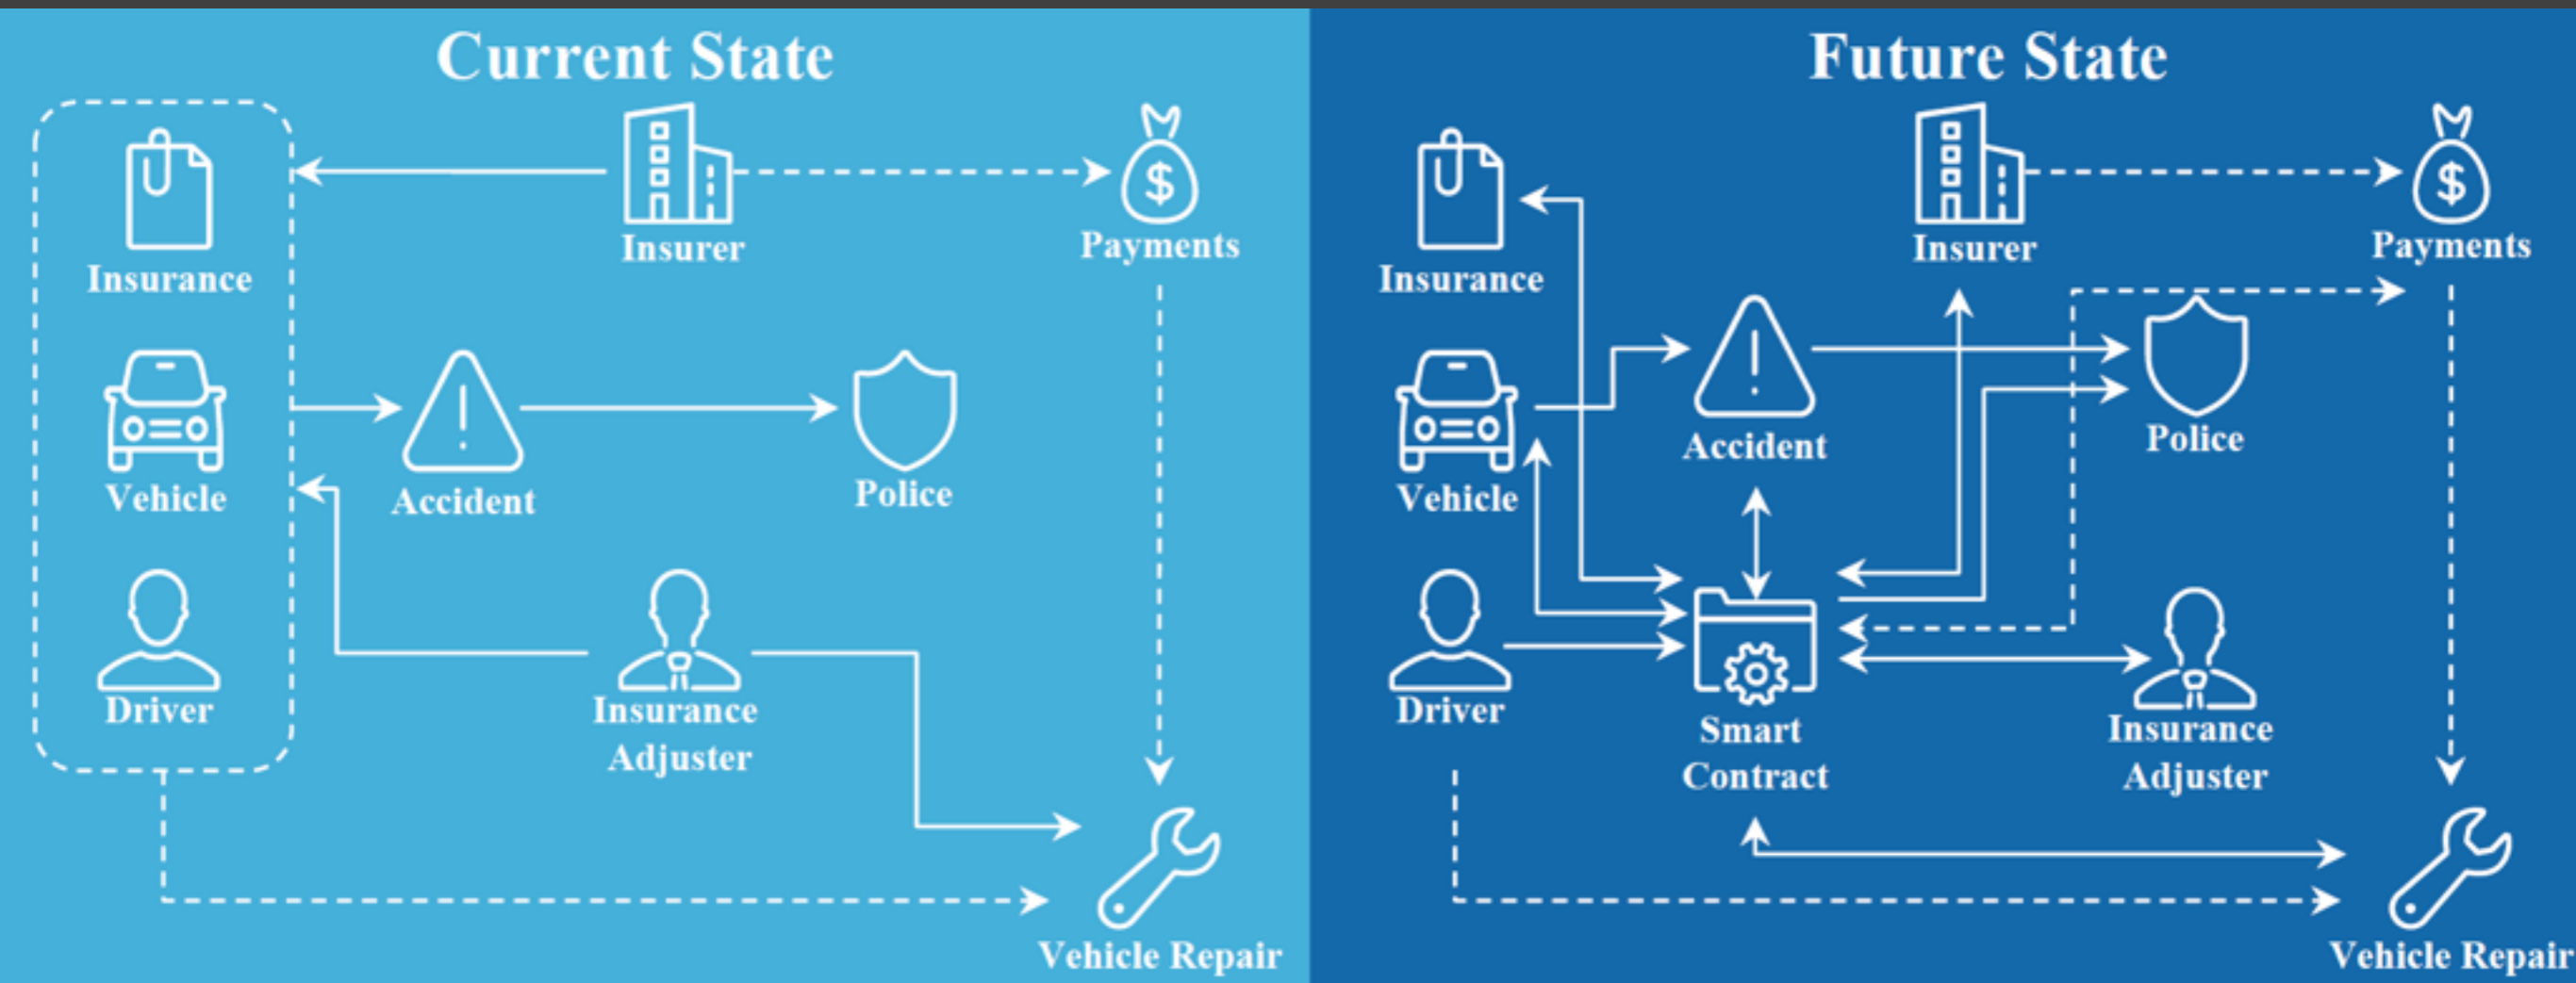 Current State
Insurance
Insurer
Payments
Vehicle
Accident
Police
Driver
Insurance
Adjuster
Vehicle Repair
Future State
Insurance
Insurer
Payments
Vehicle
Accident
Police
Driver
Smart
Contract
Insurance
Adjuster
Vehicle Repair